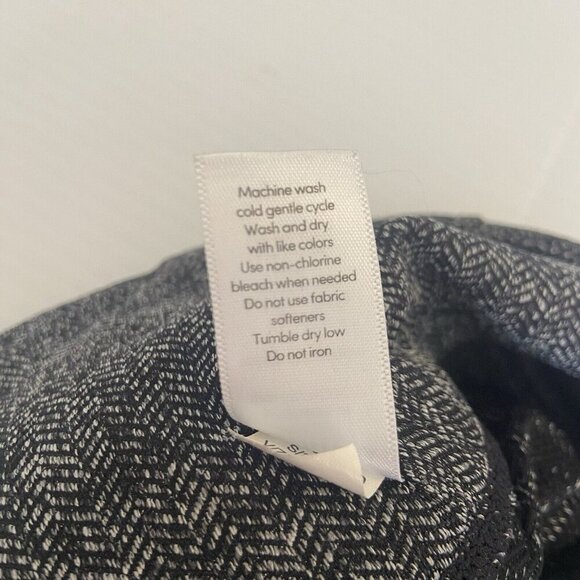 Machine wash
cold gentle cycle
Wash and dry
with like colors
Use non-chlorine
bleach when needed
Do not use fabric
softeners
Tumble dry low
Do not iron